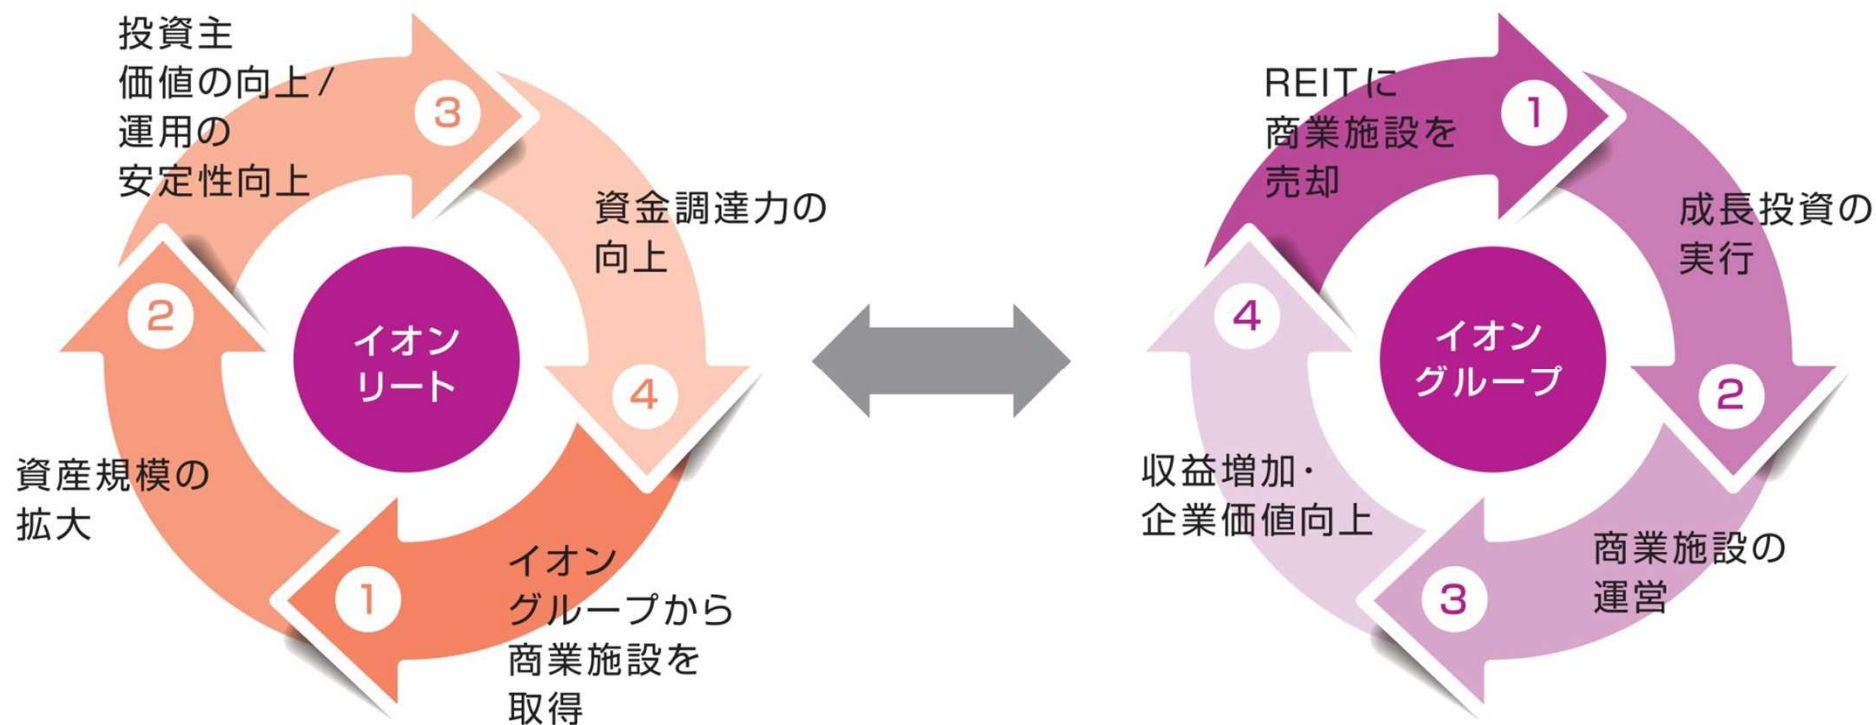 投資主
価値の向上/
運用の
安定性向上
3
資金調達力の
向上
4
イオン
グループから
商業施設を
取得
1
資産規模の
拡大
2
イオン
リート
REITに
商業施設を
売却
1
成長投資の
実行
2
商業施設の
運営
3
収益増加・
企業価値向上
4
イオン
グループ